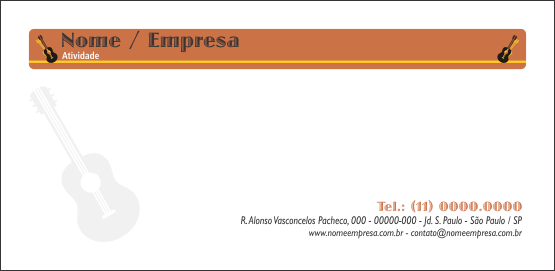 Nome / Empresa
Atividade
Tel.: (11) 0000.0000
R. Alonso Vasconcelos Pacheco, 000 - 00000-000 - Jd. S. Paulo - São Paulo / SP
www.nomeempresa.com.br - contato@nomeempresa.com.br